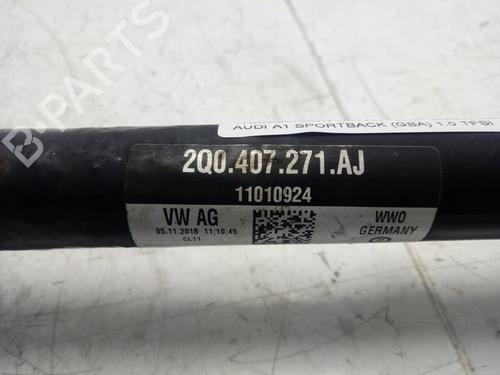 AUDI A1 SPORTBACK (GBA) 1.0 TFSI
2Q0.407.271.AJ
11010924
VW AG
05.11.2018 11:10:45
CL11
WWO
GERMANY
B-PARTS